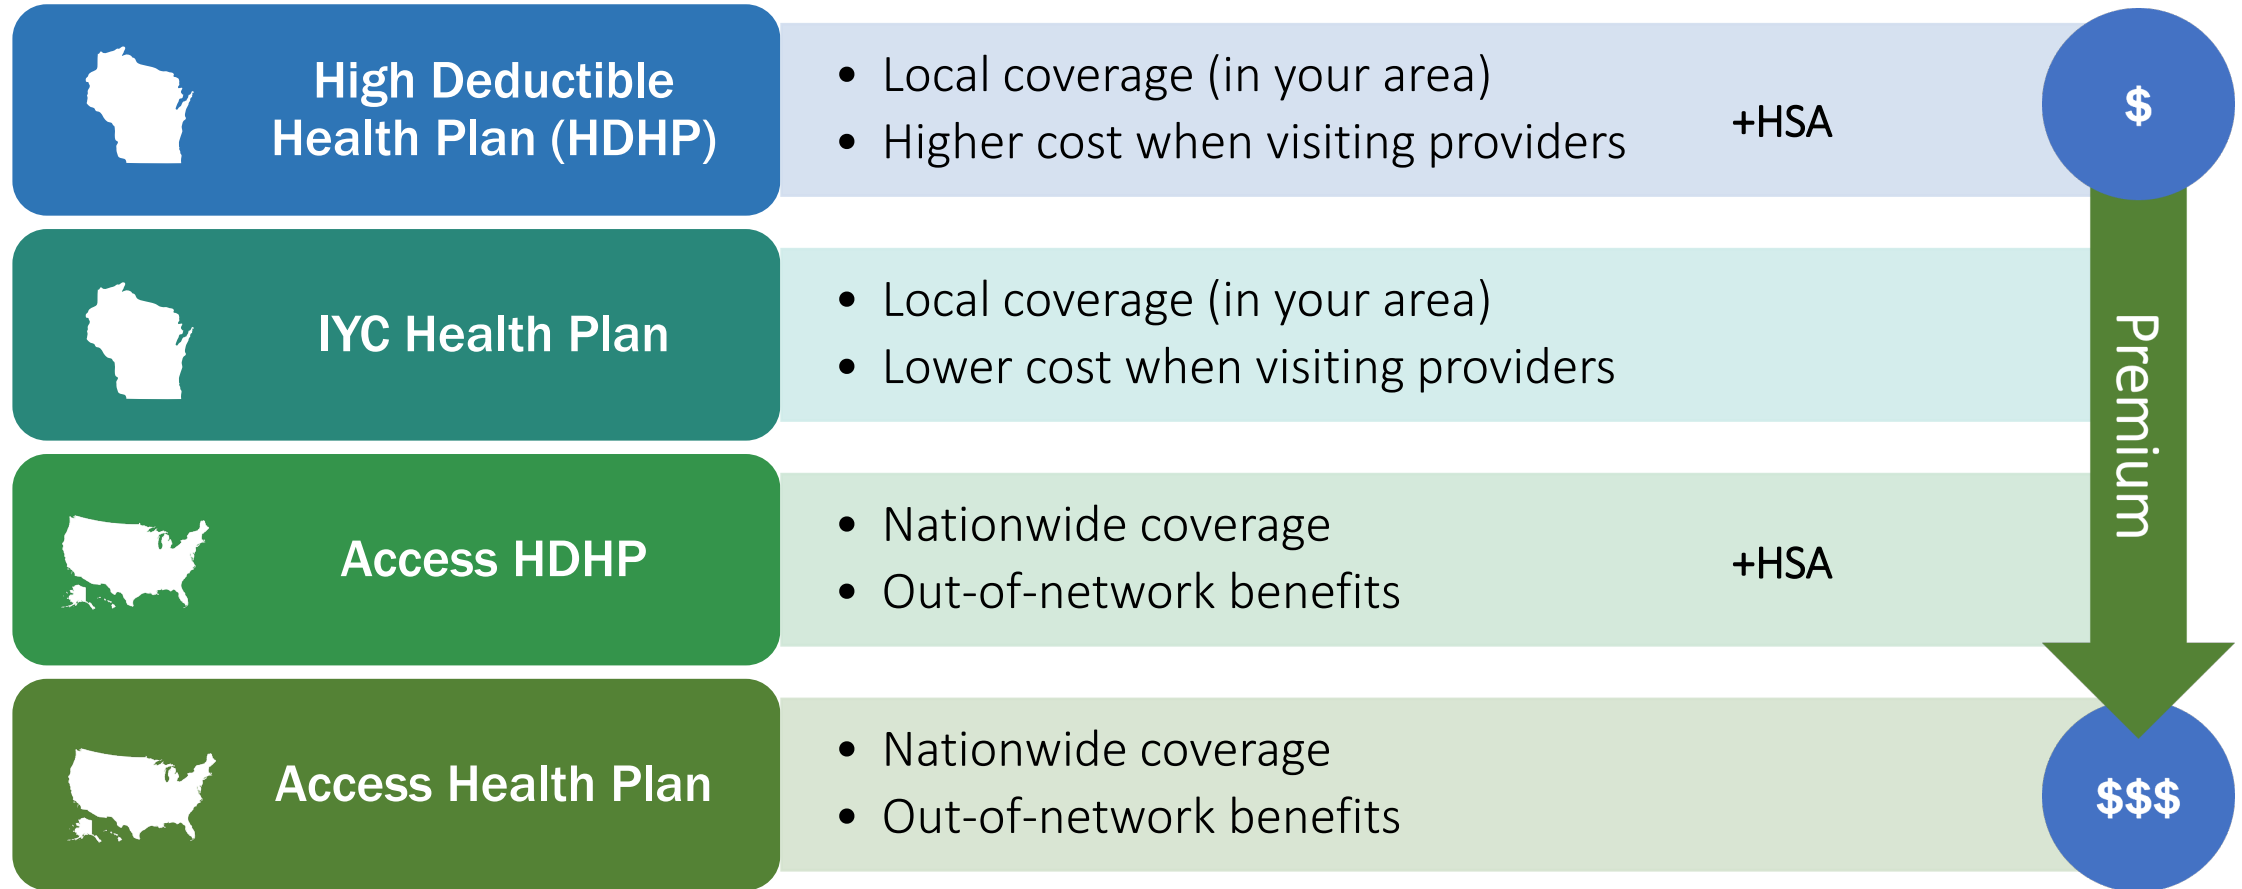 High Deductible
Health Plan (HDHP)
• Local coverage (in your area)
• Higher cost when visiting providers
+HSA
$
IYC Health Plan
• Local coverage (in your area)
• Lower cost when visiting providers
Premium
Access HDHP
• Nationwide coverage
• Out-of-network benefits
+HSA
Access Health Plan
• Nationwide coverage
• Out-of-network benefits
$$$